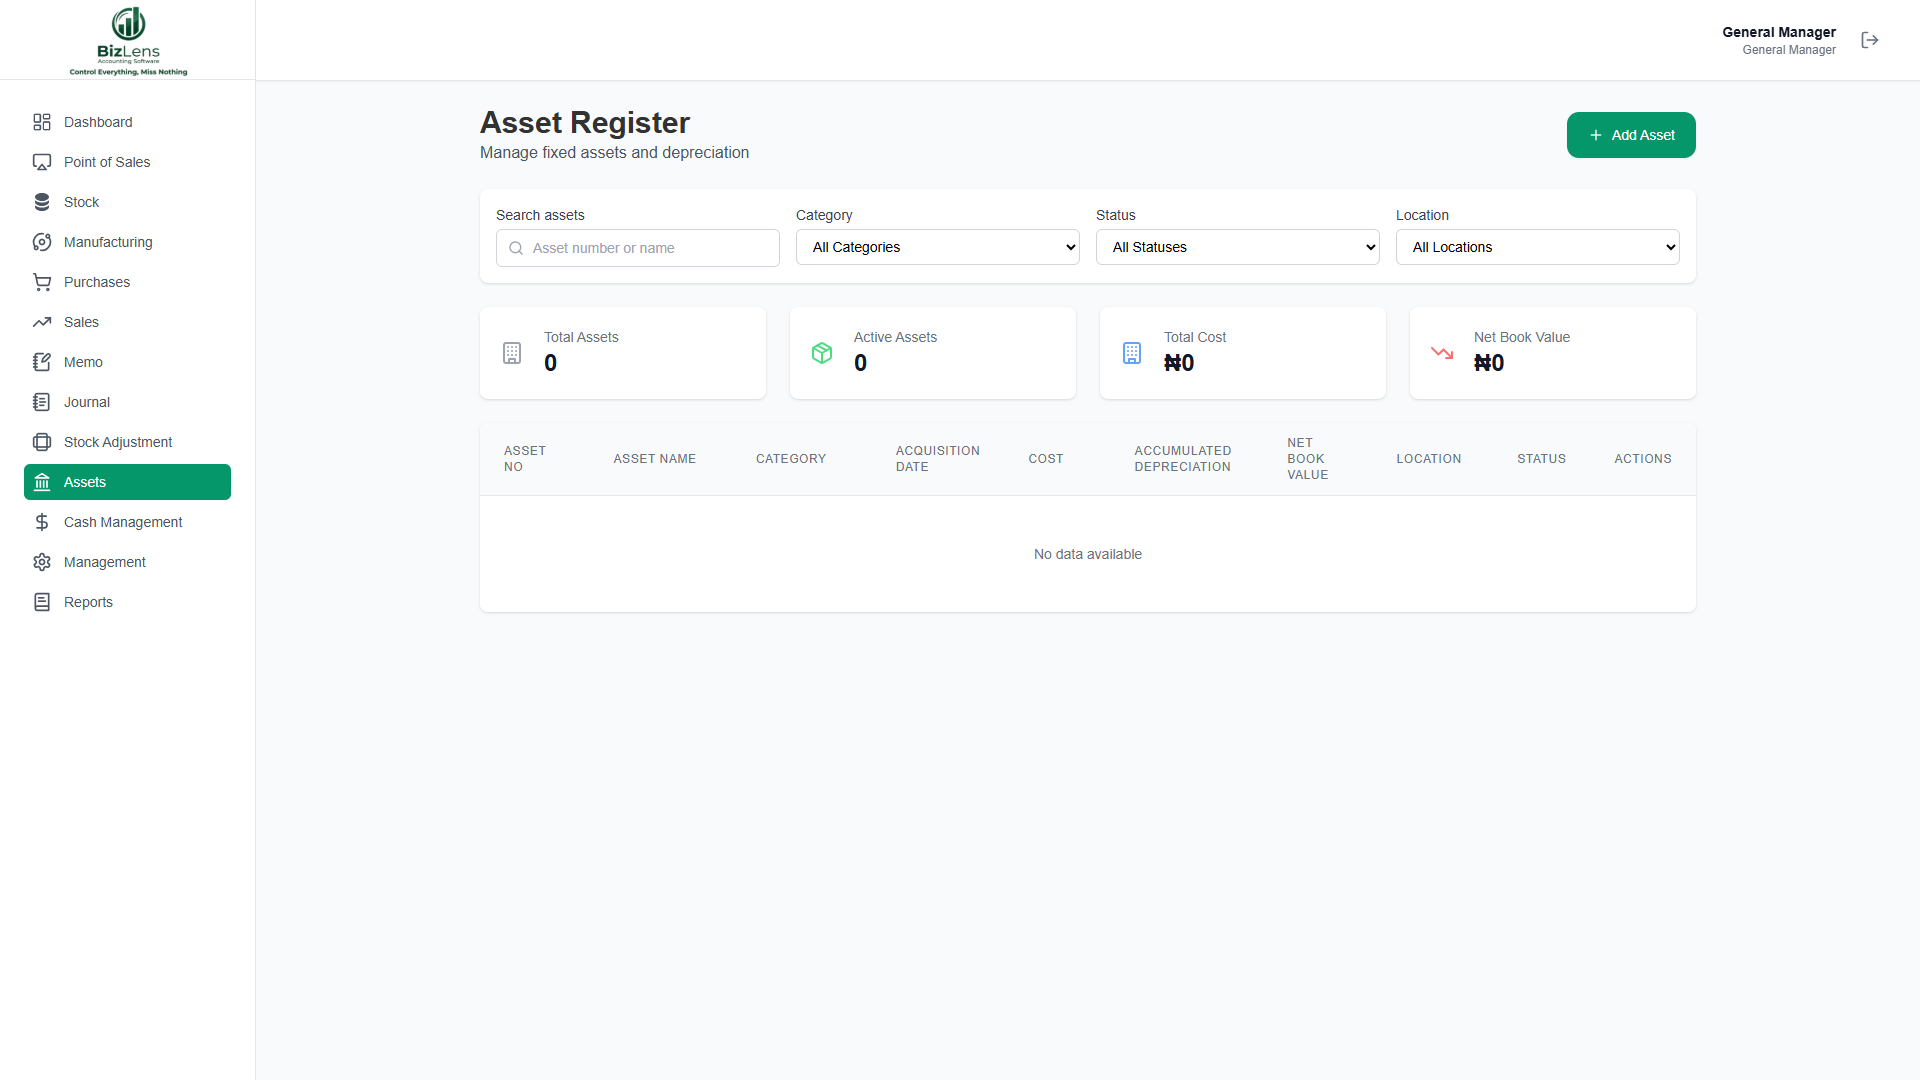 BizLens
Accounting Software
Control Everything, Miss Nothing
General Manager
General Manager
Dashboard
Point of Sales
Stock
Manufacturing
Purchases
Sales
Memo
Journal
Stock Adjustment
Assets
Cash Management
Management
Reports
Asset Register
Manage fixed assets and depreciation
Add Asset
Search assets
Category
Status
Location
Asset number or name
All Categories
All Statuses
All Locations
Total Assets
0
Active Assets
0
Total Cost
₦0
Net Book Value
₦0
ASSET
NO
ASSET NAME
CATEGORY
ACQUISITION
DATE
COST
ACCUMULATED
DEPRECIATION
NET
BOOK
VALUE
LOCATION
STATUS
ACTIONS
No data available